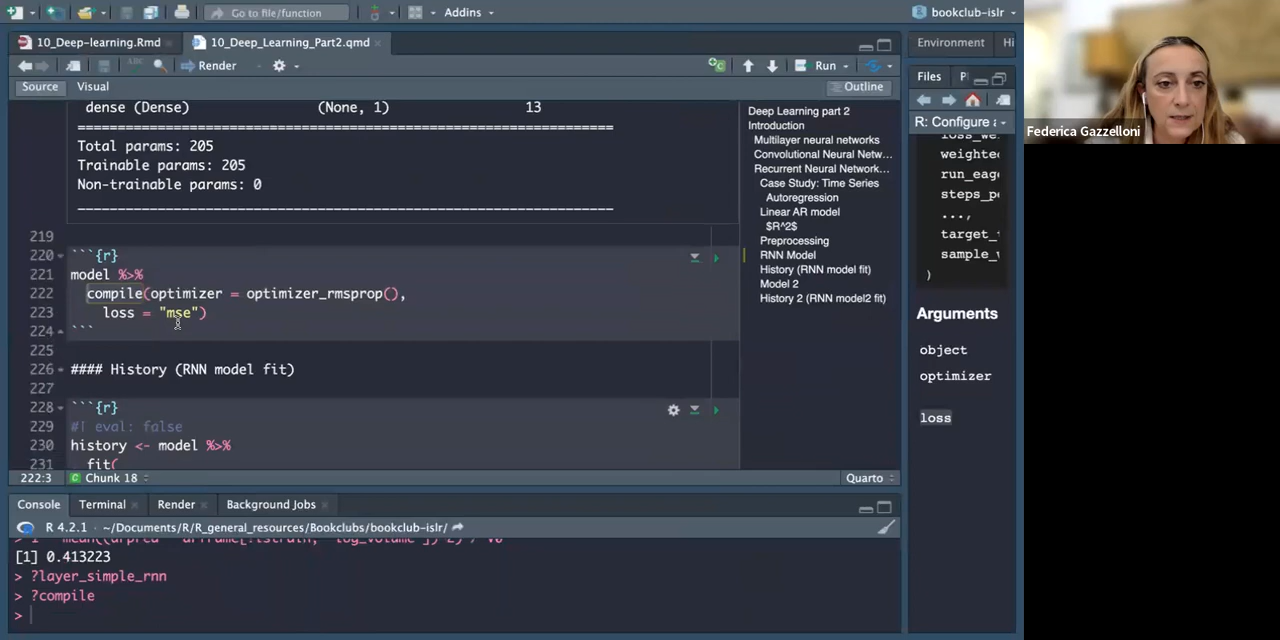 Go to file/function
Addins
bookclub-islr
10_Deep-learning.Rmd
10_Deep_Learning_Part2.qmd
Render
Run
Source
Visual
Outline
dense (Dense) (None, 1) 13
================================================================
Total params: 205
Trainable params: 205
Non-trainable params: 0
________________________________________________________________
219
220 ```{r}
221 model %>%
222 compile(optimizer = optimizer_rmsprop(),
223 loss = "mse")
224 ```
225
226 #### History (RNN model fit)
227
228 ```{r}
229 #| eval: false
230 history <- model %>%
231 fit(
222:3
Chunk 18
Quarto
Deep Learning part 2
Introduction
Multilayer neural networks
Convolutional Neural Netw...
Recurrent Neural Network...
Case Study: Time Series
Autoregression
Linear AR model
$R^2$
Preprocessing
RNN Model
History (RNN model fit)
Model 2
History 2 (RNN model2 fit)
Console
Terminal
Render
Background Jobs
R 4.2.1 · ~/Documents/R/R_general_resources/Bookclubs/bookclub-islr/
[1] 0.413223
> ?layer_simple_rnn
> ?compile
>
Environment
Hi
Files
P
R: Configure a
weighted
run_eage
steps_pe
...,
target_t
sample_v
)
Arguments
object
optimizer
loss
Federica Gazzelloni